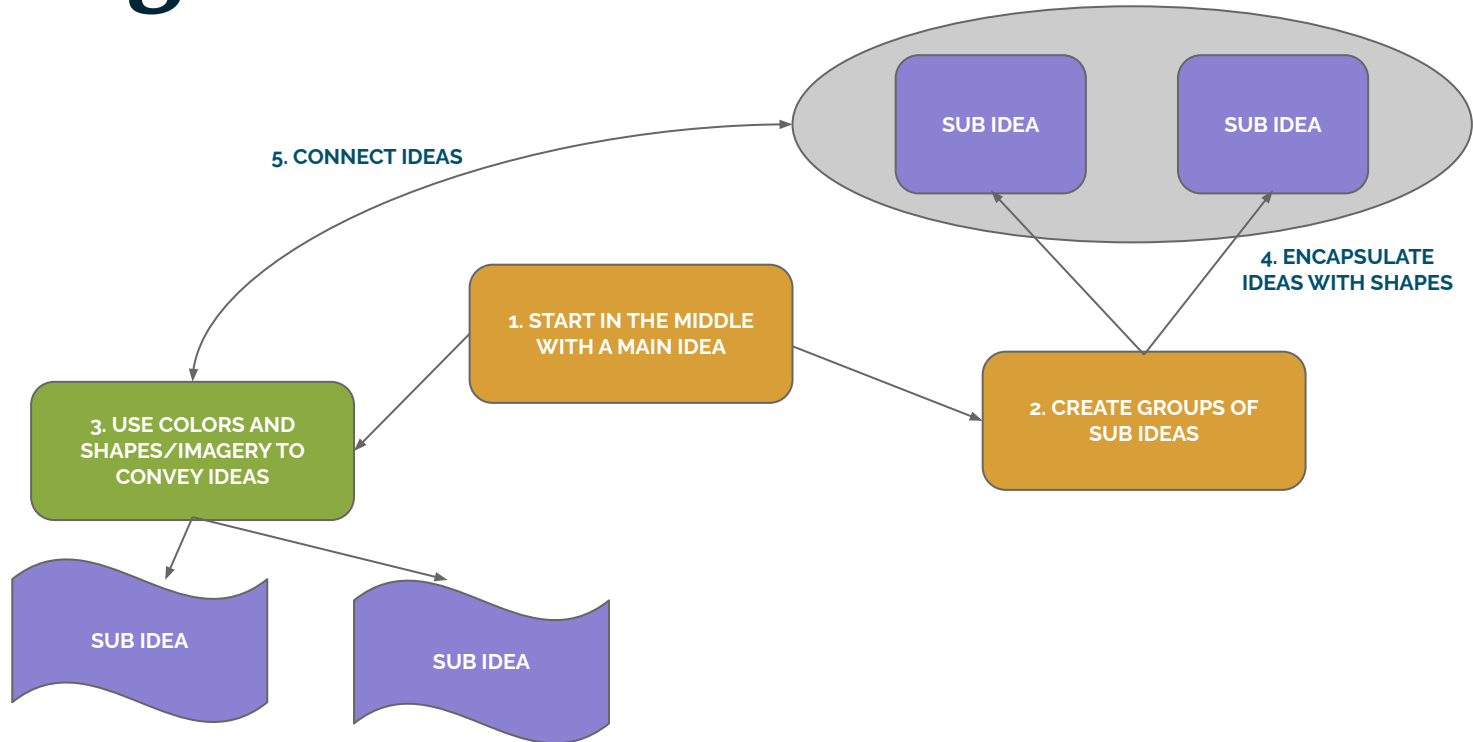 SUB IDEA
SUB IDEA
5. CONNECT IDEAS
4. ENCAPSULATE
IDEAS WITH SHAPES
1. START IN THE MIDDLE
WITH A MAIN IDEA
2. CREATE GROUPS OF
SUB IDEAS
3. USE COLORS AND
SHAPES/IMAGERY TO
CONVEY IDEAS
SUB IDEA
SUB IDEA